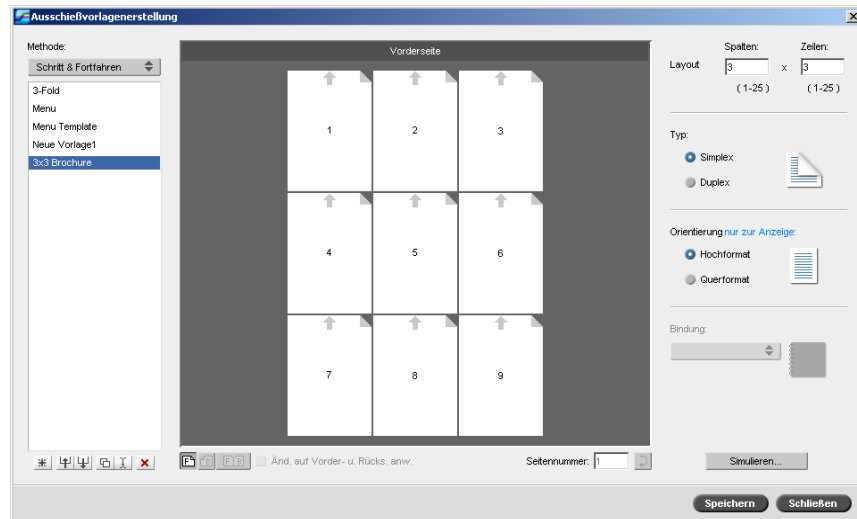 Ausschießvorlagenerstellung
Methode:
Schritt & Fortfahren
3-Fold
Menu
Menu Template
Neue Vorlage1
3x3 Brochure
Vorderseite
1 2 3
4 5 6
7 8 9
F R F R
Änd. auf Vorder- u. Rücks. anw.
Seitennummer: 1
Spalten: Zeilen:
Layout 3 x 3
(1-25) (1-25)
Typ:
Simplex
Duplex
Orientierung nur zur Anzeige:
Hochformat
Querformat
Bindung:
Simulieren...
Speichern Schließen